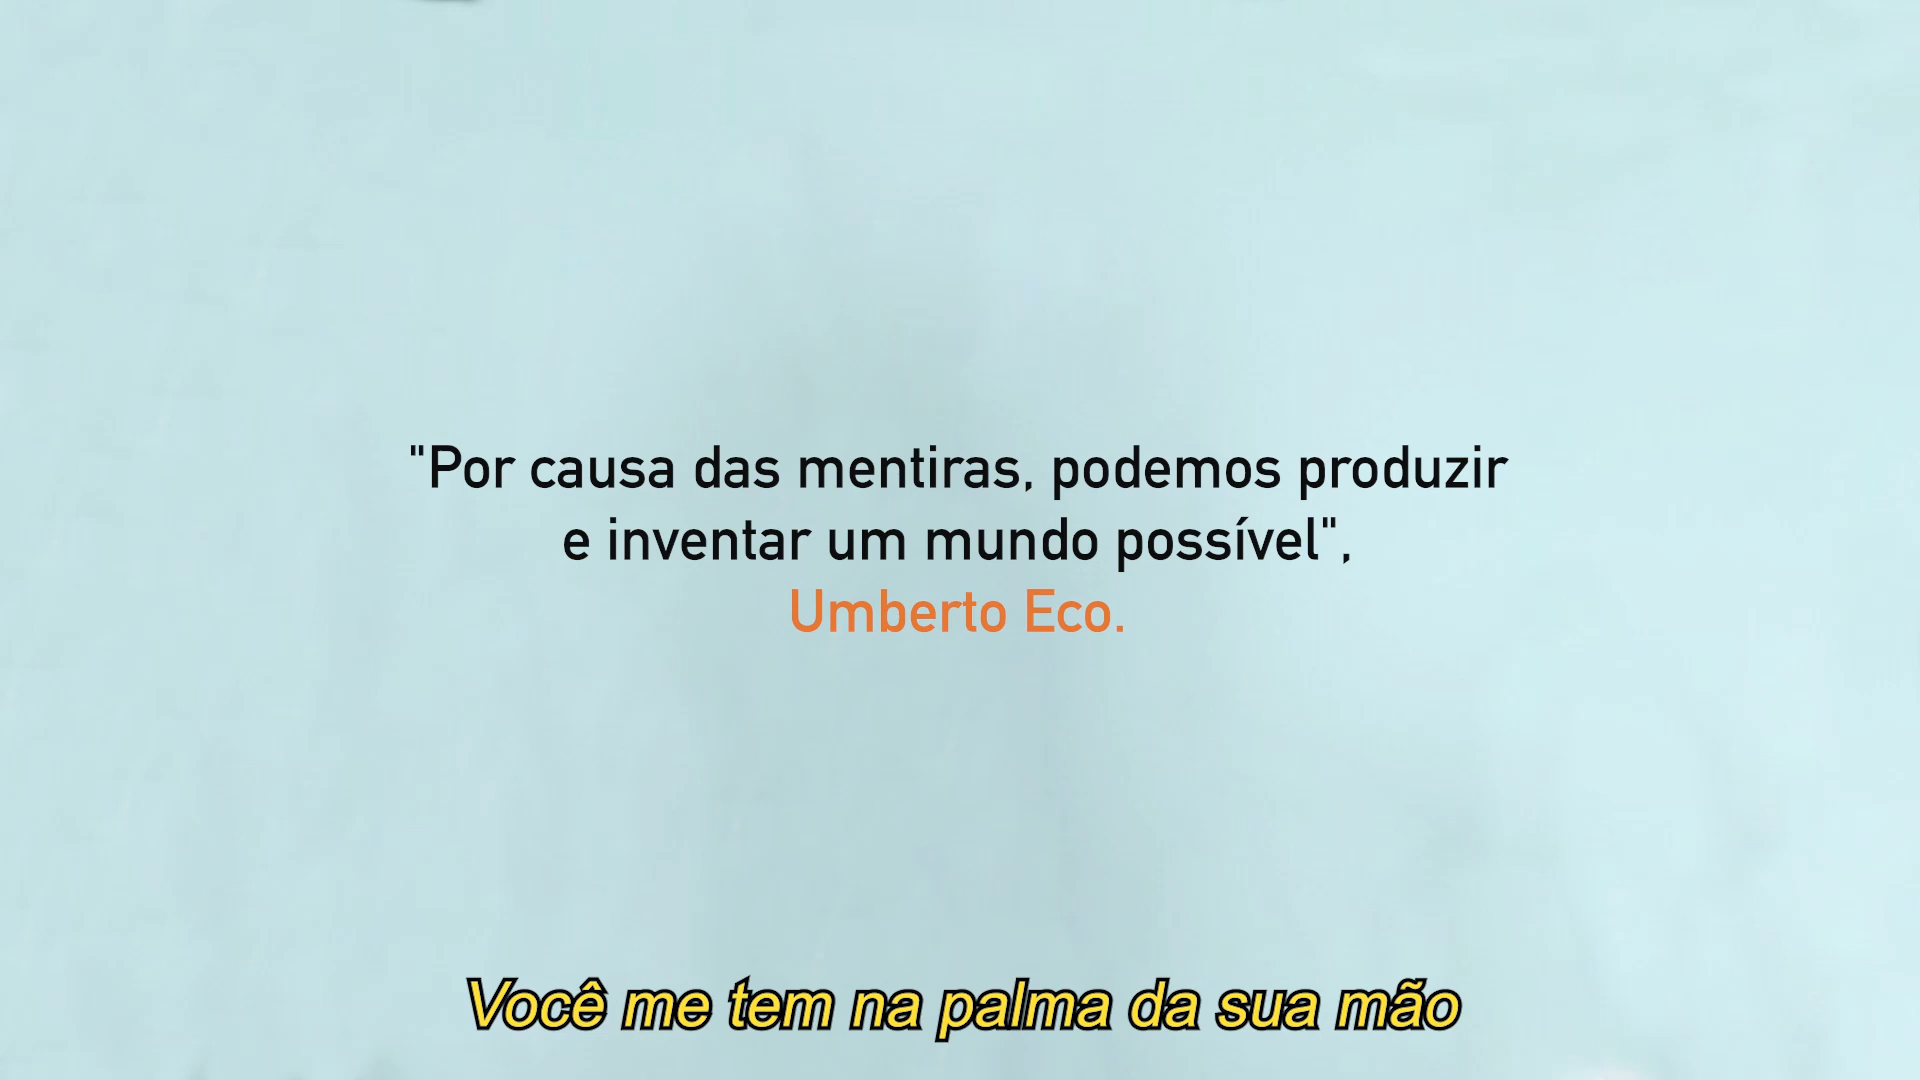 "Por causa das mentiras, podemos produzir
e inventar um mundo possível",
Umberto Eco.
Você me tem na palma da sua mão